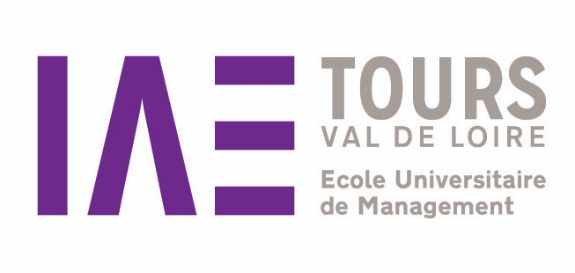 IAE
TOURS
VAL DE LOIRE
Ecole Universitaire
de Management